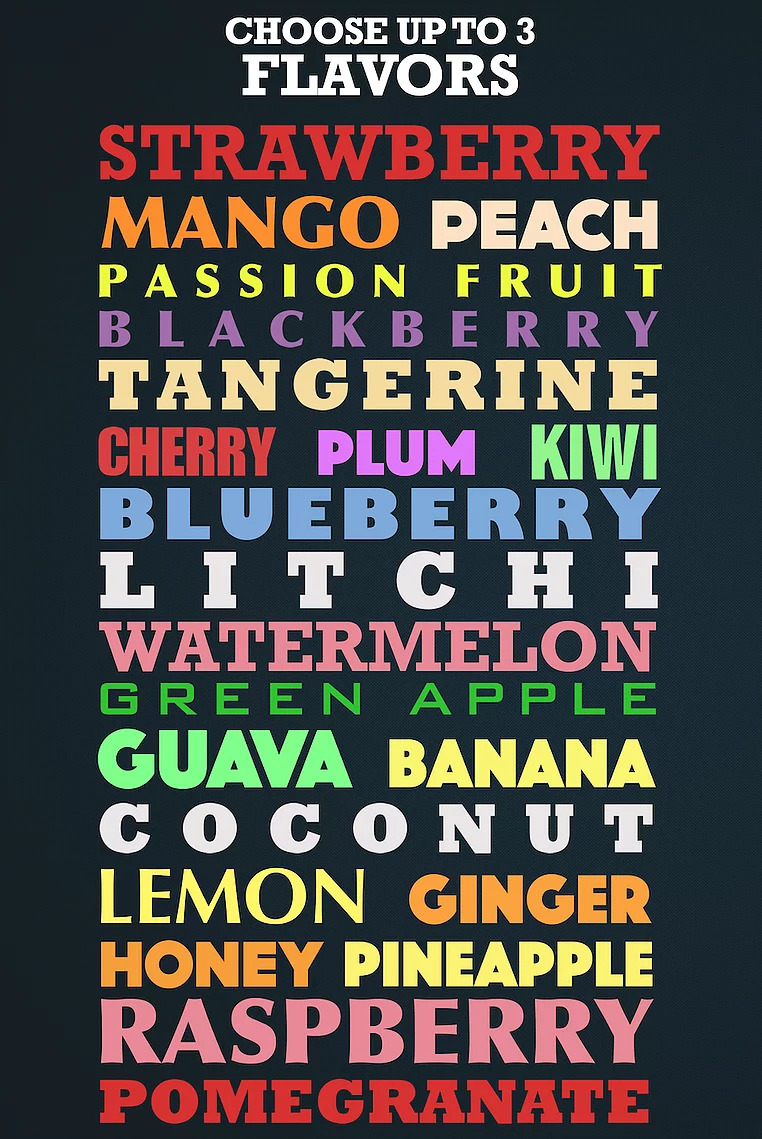 CHOOSE UP TO 3
FLAVORS
STRAWBERRY
MANGO PEACH
PASSION FRUIT
BLACKBERRY
TANGERINE
CHERRY PLUM KIWI
BLUEBERRY
LITCHI
WATERMELON
GREEN APPLE
GUAVA BANANA
COCONUT
LEMON GINGER
HONEY PINEAPPLE
RASPBERRY
POMEGRANATE